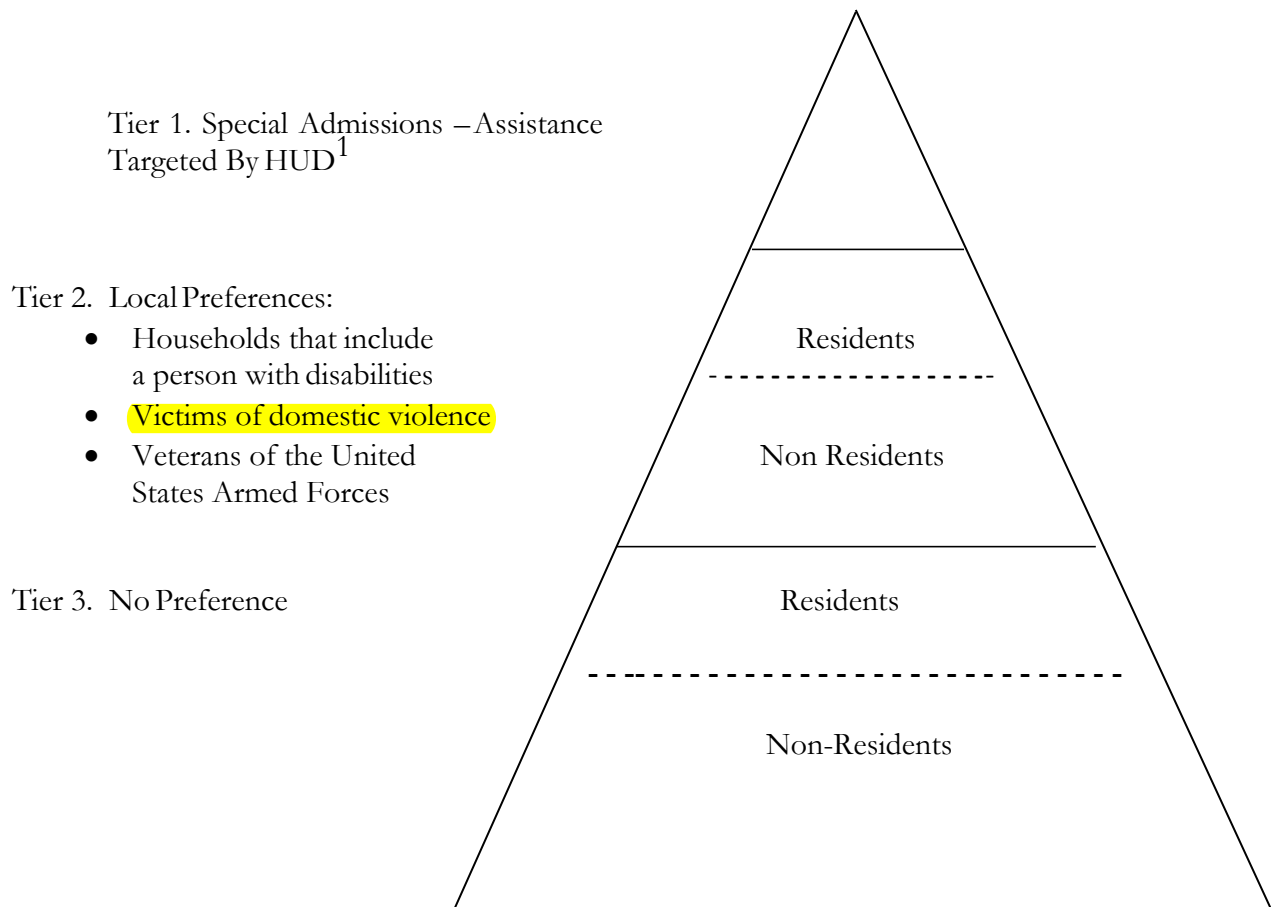 Tier 1. Special Admissions – Assistance
Targeted By HUD1
Tier 2. Local Preferences:
• Households that include
a person with disabilities
• Victims of domestic violence
• Veterans of the United
States Armed Forces
Residents
Non Residents
Tier 3. No Preference
Residents
Non-Residents